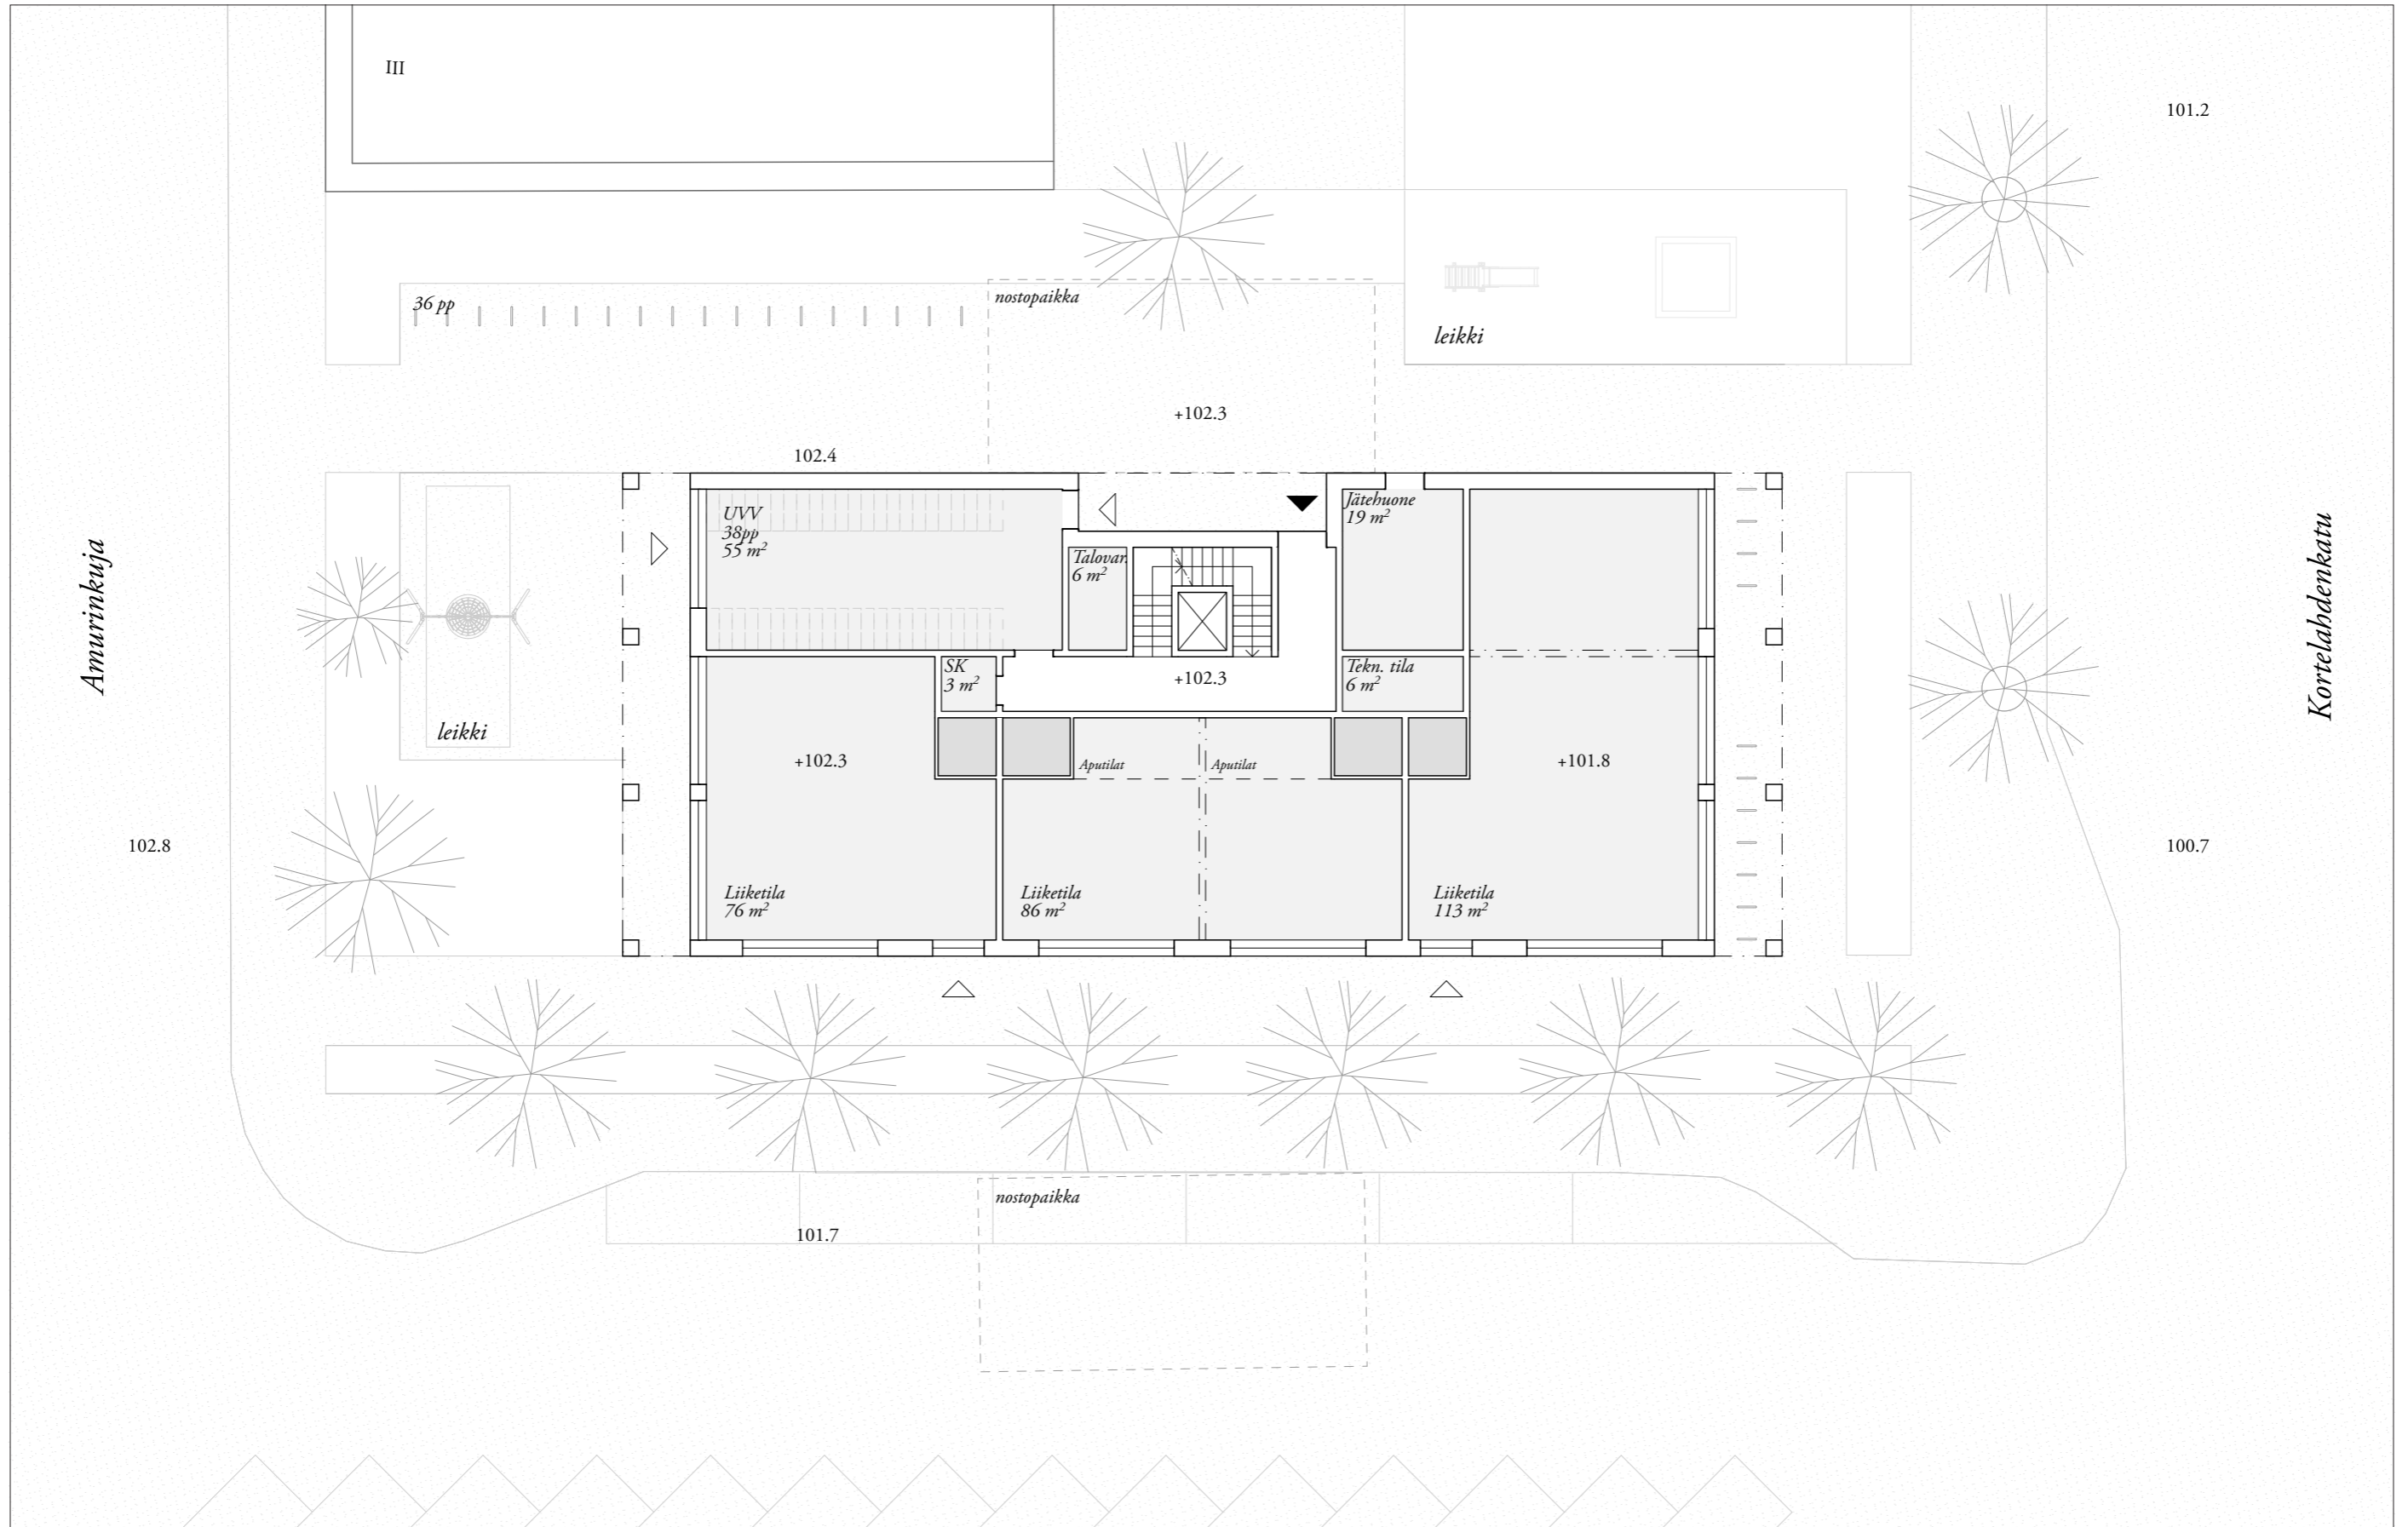 III
101.2
36 pp
nostopaikka
leikki
+102.3
102.4
UVV
38pp
55 m²
Jätehuone
19 m²
Talovar.
6 m²
Amurinkuja
Kortelahdenkatu
SK
3 m²
+102.3
Tekn. tila
6 m²
leikki
+102.3
Aputilat
Aputilat
+101.8
102.8
100.7
Liiketila
76 m²
Liiketila
86 m²
Liiketila
113 m²
nostopaikka
101.7